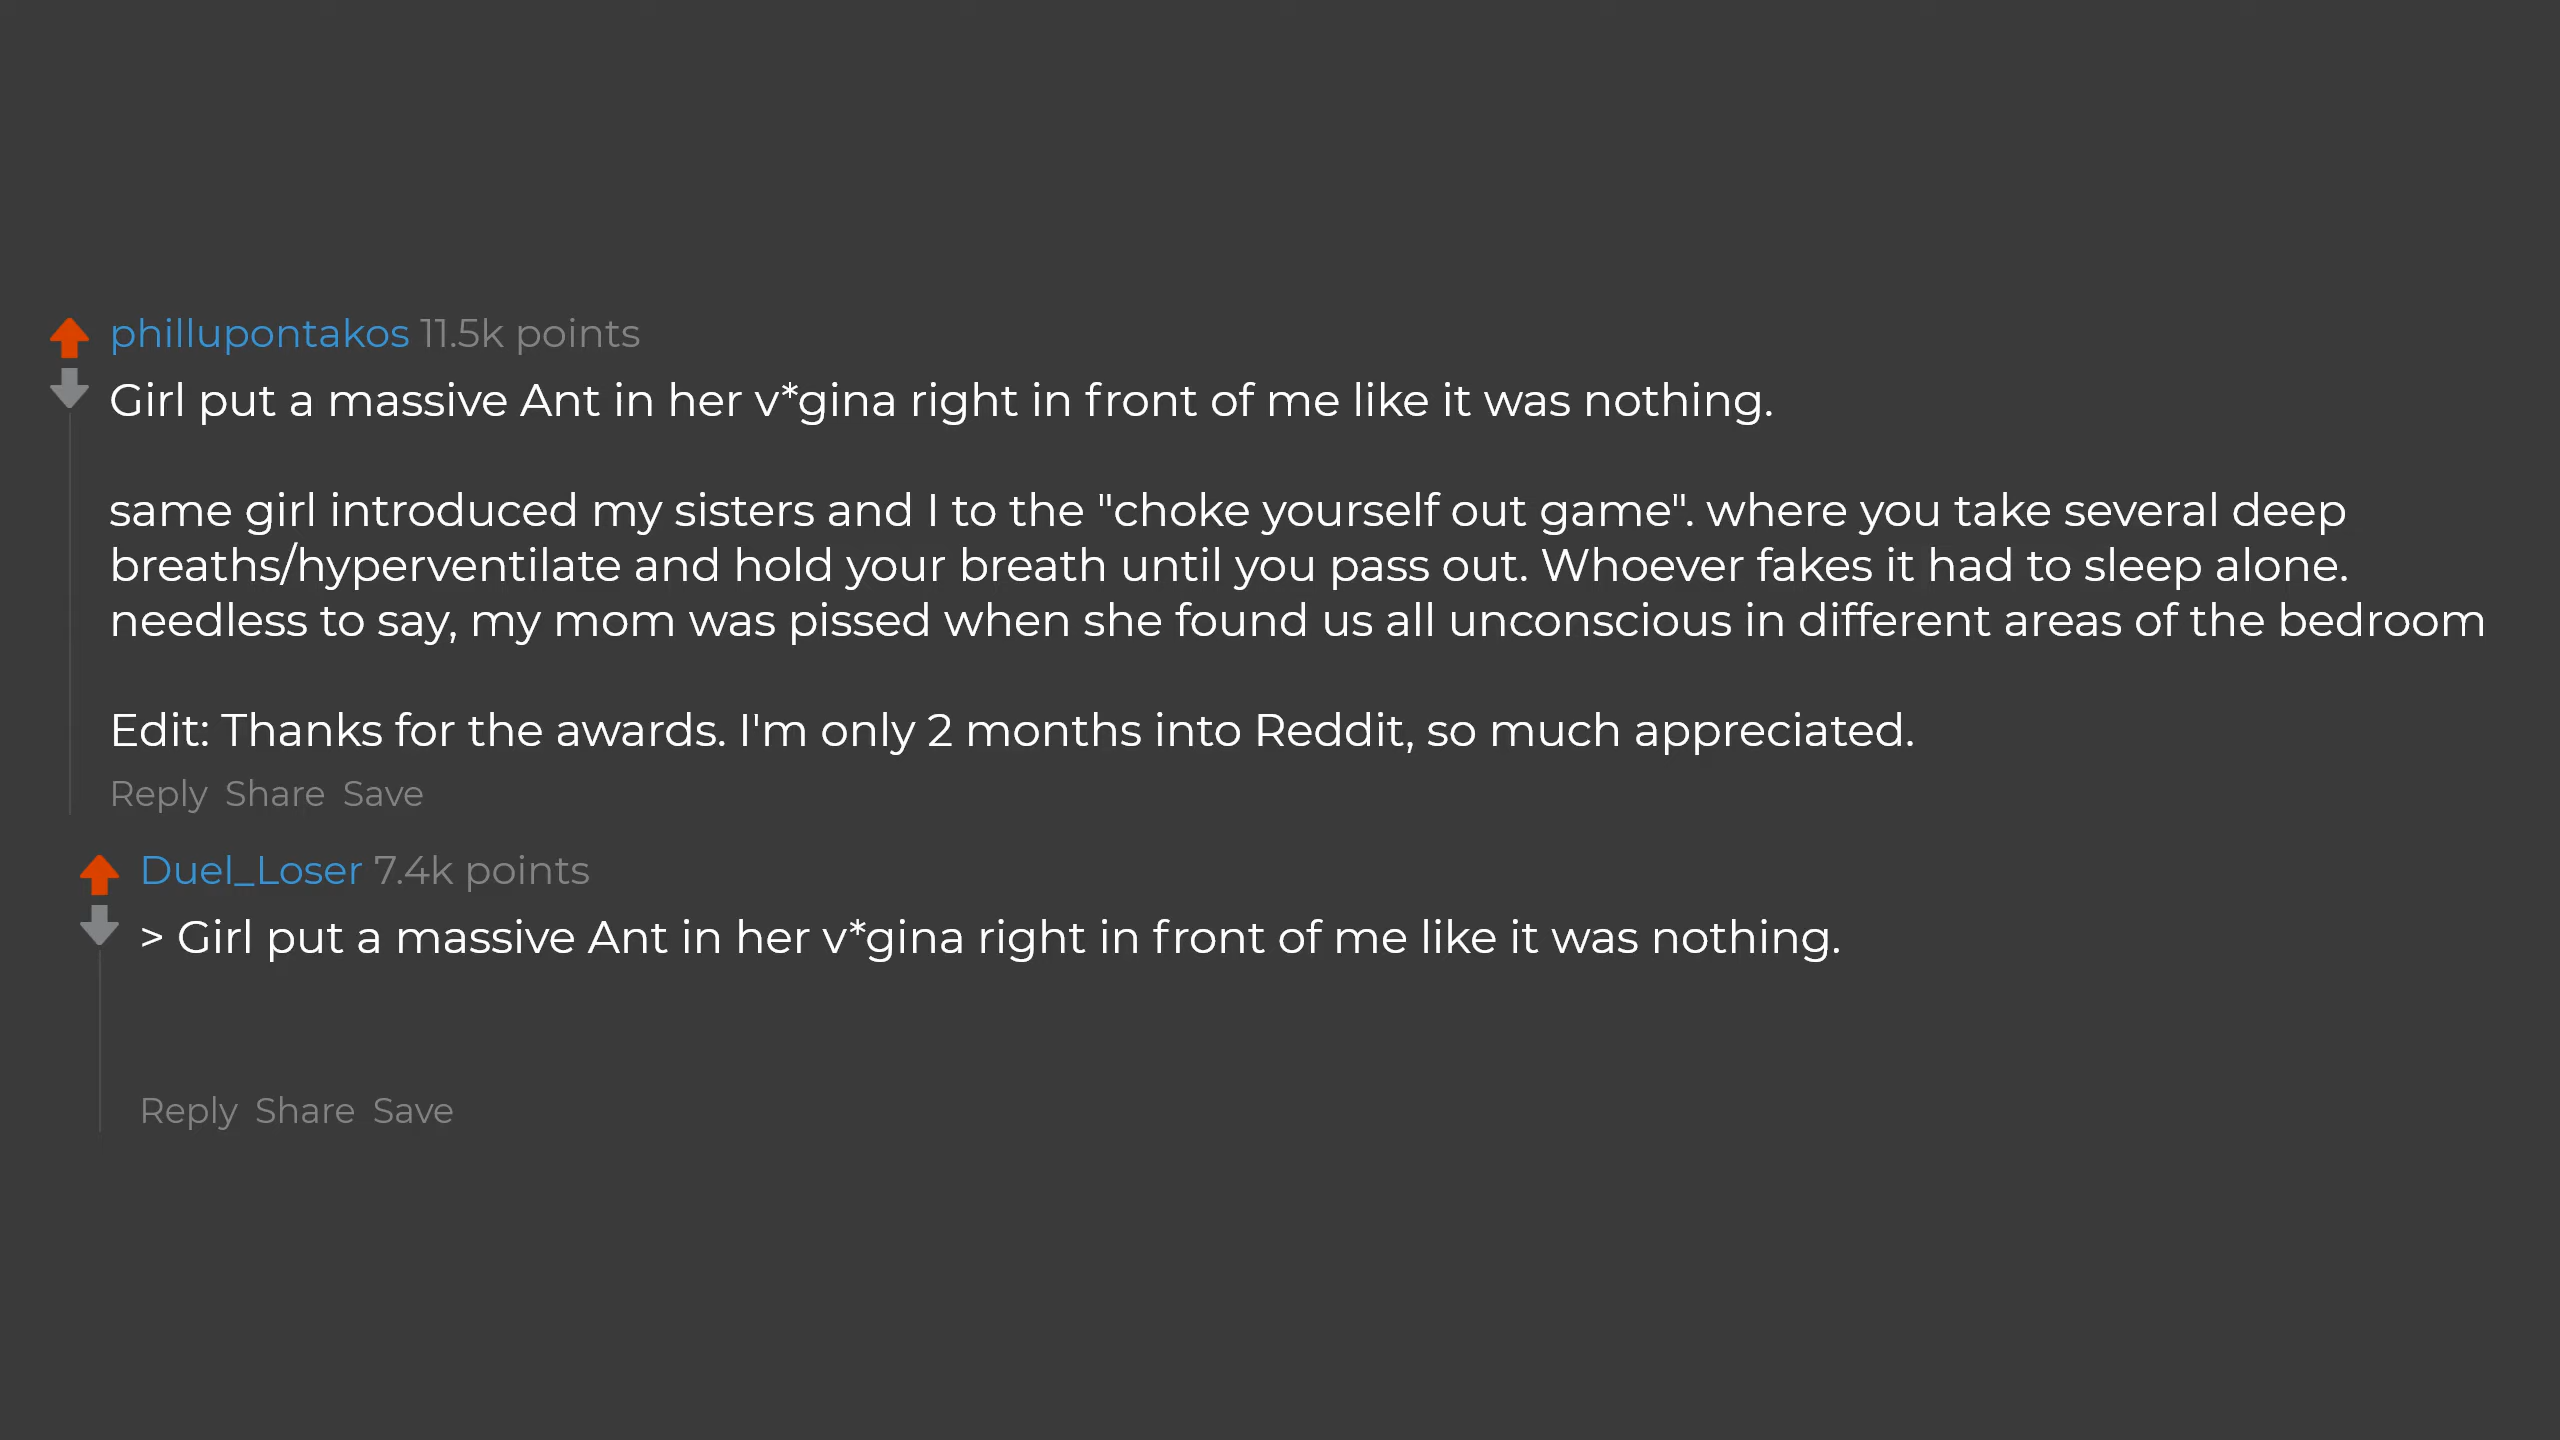 phillupontakos 11.5k points
Girl put a massive Ant in her v*gina right in front of me like it was nothing.
same girl introduced my sisters and I to the "choke yourself out game". where you take several deep
breaths/hyperventilate and hold your breath until you pass out. Whoever fakes it had to sleep alone.
needless to say, my mom was pissed when she found us all unconscious in different areas of the bedroom
Edit: Thanks for the awards. I'm only 2 months into Reddit, so much appreciated.
Reply Share Save
Duel_Loser 7.4k points
> Girl put a massive Ant in her v*gina right in front of me like it was nothing.
Reply Share Save